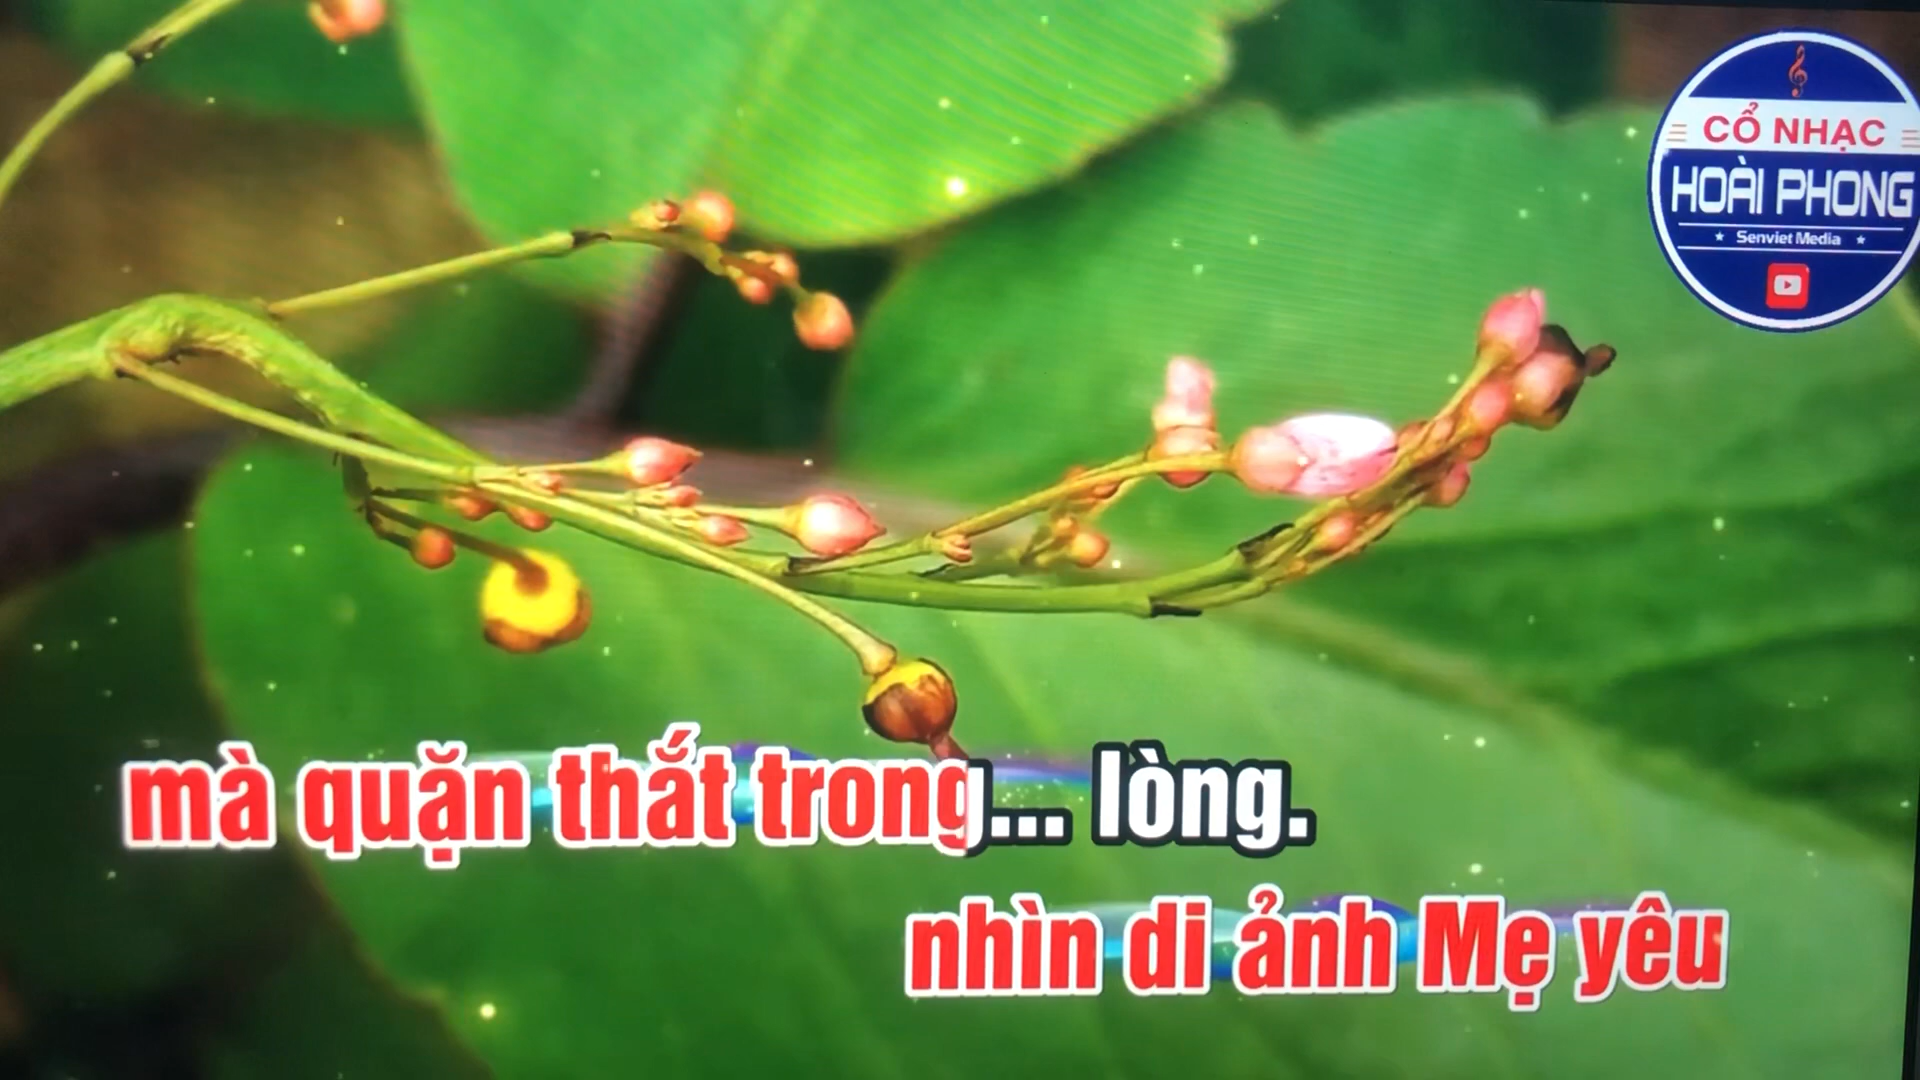 CỔ NHẠC
HOÀI PHONG
Senviet Media
mà quặn thắt trong... lòng.
nhìn di ảnh Mẹ yêu